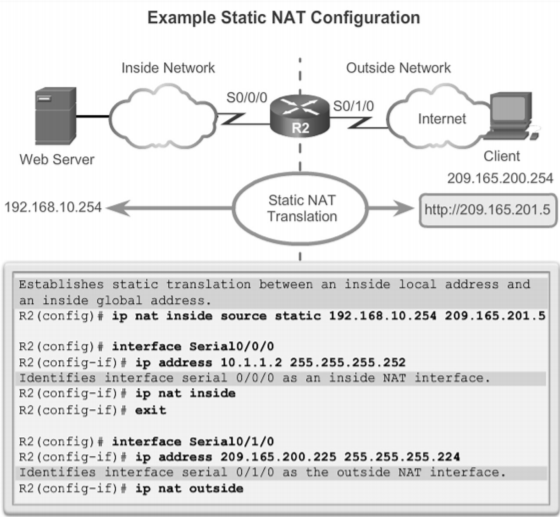 Example Static NAT Configuration
Inside Network
Outside Network
S0/0/0
S0/1/0
R2
Internet
Web Server
Client
209.165.200.254
192.168.10.254
Static NAT
Translation
http://209.165.201.5
Establishes static translation between an inside local address and
an inside global address.
R2(config)# ip nat inside source static 192.168.10.254 209.165.201.5
R2(config)# interface Serial0/0/0
R2(config-if)# ip address 10.1.1.2 255.255.255.252
Identifies interface serial 0/0/0 as an inside NAT interface.
R2(config-if)# ip nat inside
R2(config-if)# exit
R2(config)# interface Serial0/1/0
R2(config-if)# ip address 209.165.200.225 255.255.255.224
Identifies interface serial 0/1/0 as the outside NAT interface.
R2(config-if)# ip nat outside